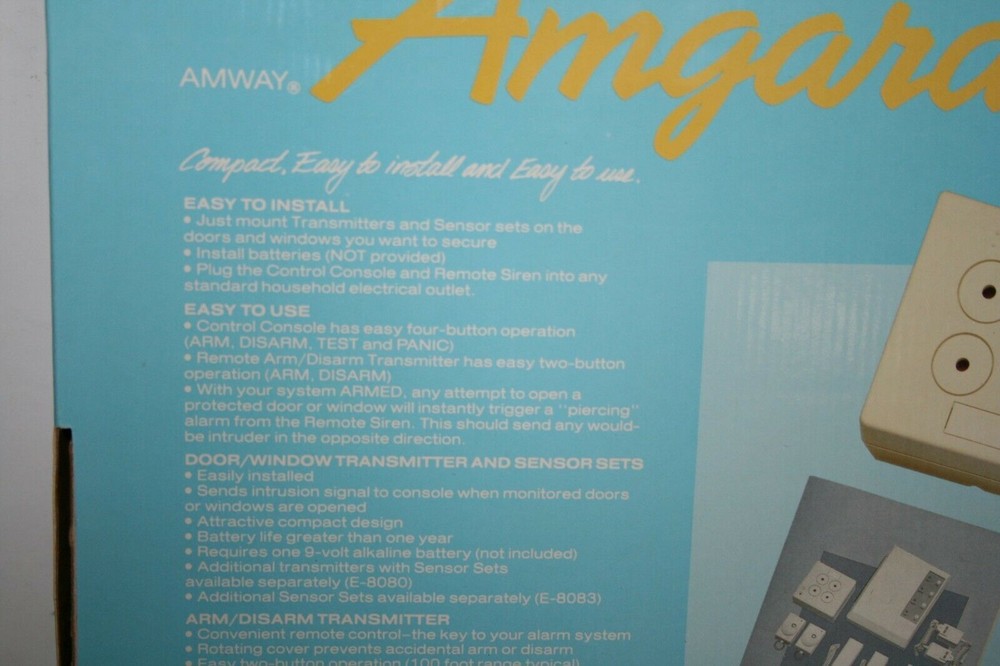 Amgard
AMWAY®
Compact, Easy to install and Easy to use.
EASY TO INSTALL
• Just mount Transmitters and Sensor sets on the
doors and windows you want to secure
• Install batteries (NOT provided)
• Plug the Control Console and Remote Siren into any
standard household electrical outlet.
EASY TO USE
• Control Console has easy four-button operation
(ARM, DISARM, TEST and PANIC)
• Remote Arm/Disarm Transmitter has easy two-button
operation (ARM, DISARM)
• With your system ARMED, any attempt to open a
protected door or window will instantly trigger a "piercing"
alarm from the Remote Siren. This should send any would-
be intruder in the opposite direction.
DOOR/WINDOW TRANSMITTER AND SENSOR SETS
• Easily installed
• Sends intrusion signal to console when monitored doors
or windows are opened
• Attractive compact design
• Battery life greater than one year
• Requires one 9-volt alkaline battery (not included)
• Additional transmitters with Sensor Sets
available separately (E-8080)
• Additional Sensor Sets available separately (E-8083)
ARM/DISARM TRANSMITTER
• Convenient remote control–the key to your alarm system
• Rotating cover prevents accidental arm or disarm
• Easy two-button operation (100 foot range typical)